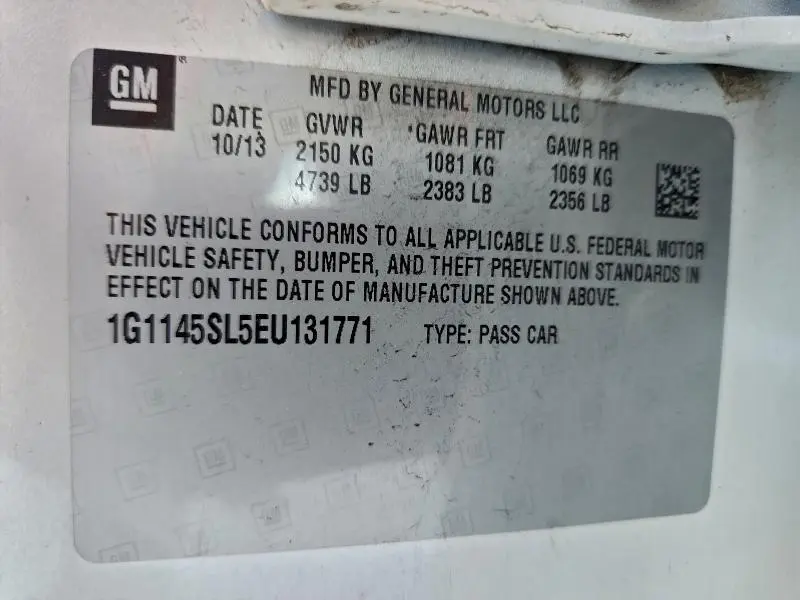 GM
MFD BY GENERAL MOTORS LLC
DATE GVWR GAWR FRT GAWR RR
10/13 2150 KG 1081 KG 1069 KG
4739 LB 2383 LB 2356 LB
THIS VEHICLE CONFORMS TO ALL APPLICABLE U.S. FEDERAL MOTOR
VEHICLE SAFETY, BUMPER, AND THEFT PREVENTION STANDARDS IN
EFFECT ON THE DATE OF MANUFACTURE SHOWN ABOVE.
1G1145SL5EU131771 TYPE: PASS CAR